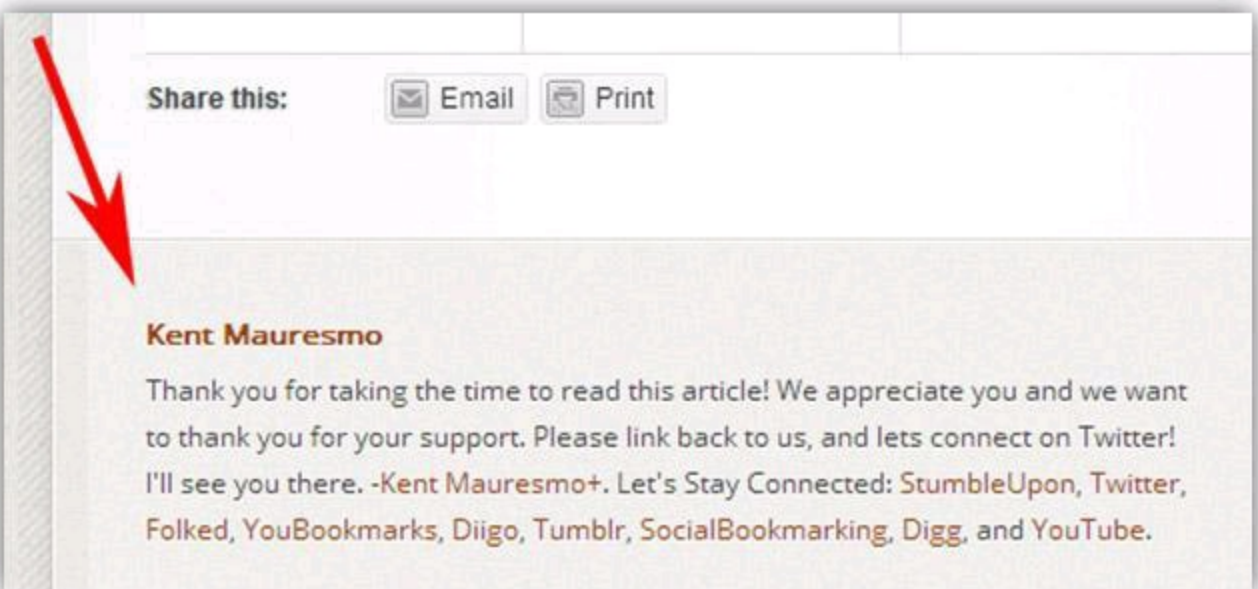 Share this: Email Print
Kent Mauresmo
Thank you for taking the time to read this article! We appreciate you and we want
to thank you for your support. Please link back to us, and lets connect on Twitter!
I'll see you there. -Kent Mauresmo+. Let's Stay Connected: StumbleUpon, Twitter,
Folked, YouBookmarks, Diigo, Tumblr, SocialBookmarking, Digg, and YouTube.